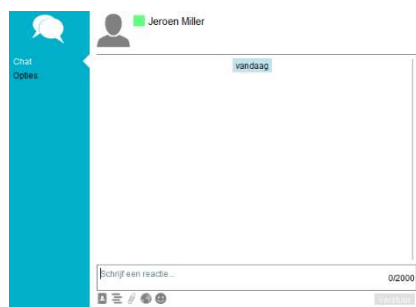 Jeroen Miller
Chat
Opties
vandaag
Schrijf een reactie...
0/2000
Verstuur